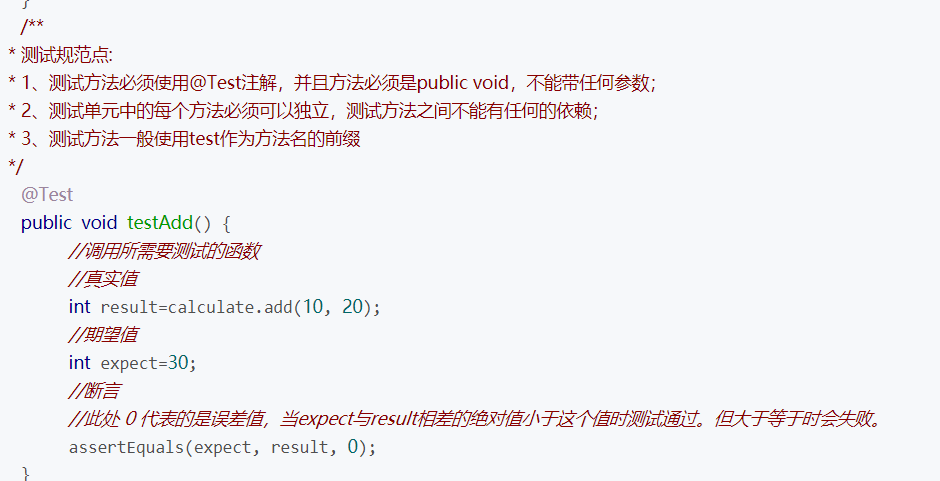 }
/**
* 测试规范点:
* 1、测试方法必须使用@Test注解，并且方法必须是public void，不能带任何参数；
* 2、测试单元中的每个方法必须可以独立，测试方法之间不能有任何的依赖；
* 3、测试方法一般使用test作为方法名的前缀
*/
@Test
public void testAdd() {
//调用所需要测试的函数
//真实值
int result=calculate.add(10, 20);
//期望值
int expect=30;
//断言
//此处 0 代表的是误差值，当expect与result相差的绝对值小于这个值时测试通过。但大于等于时会失败。
assertEquals(expect, result, 0);
}